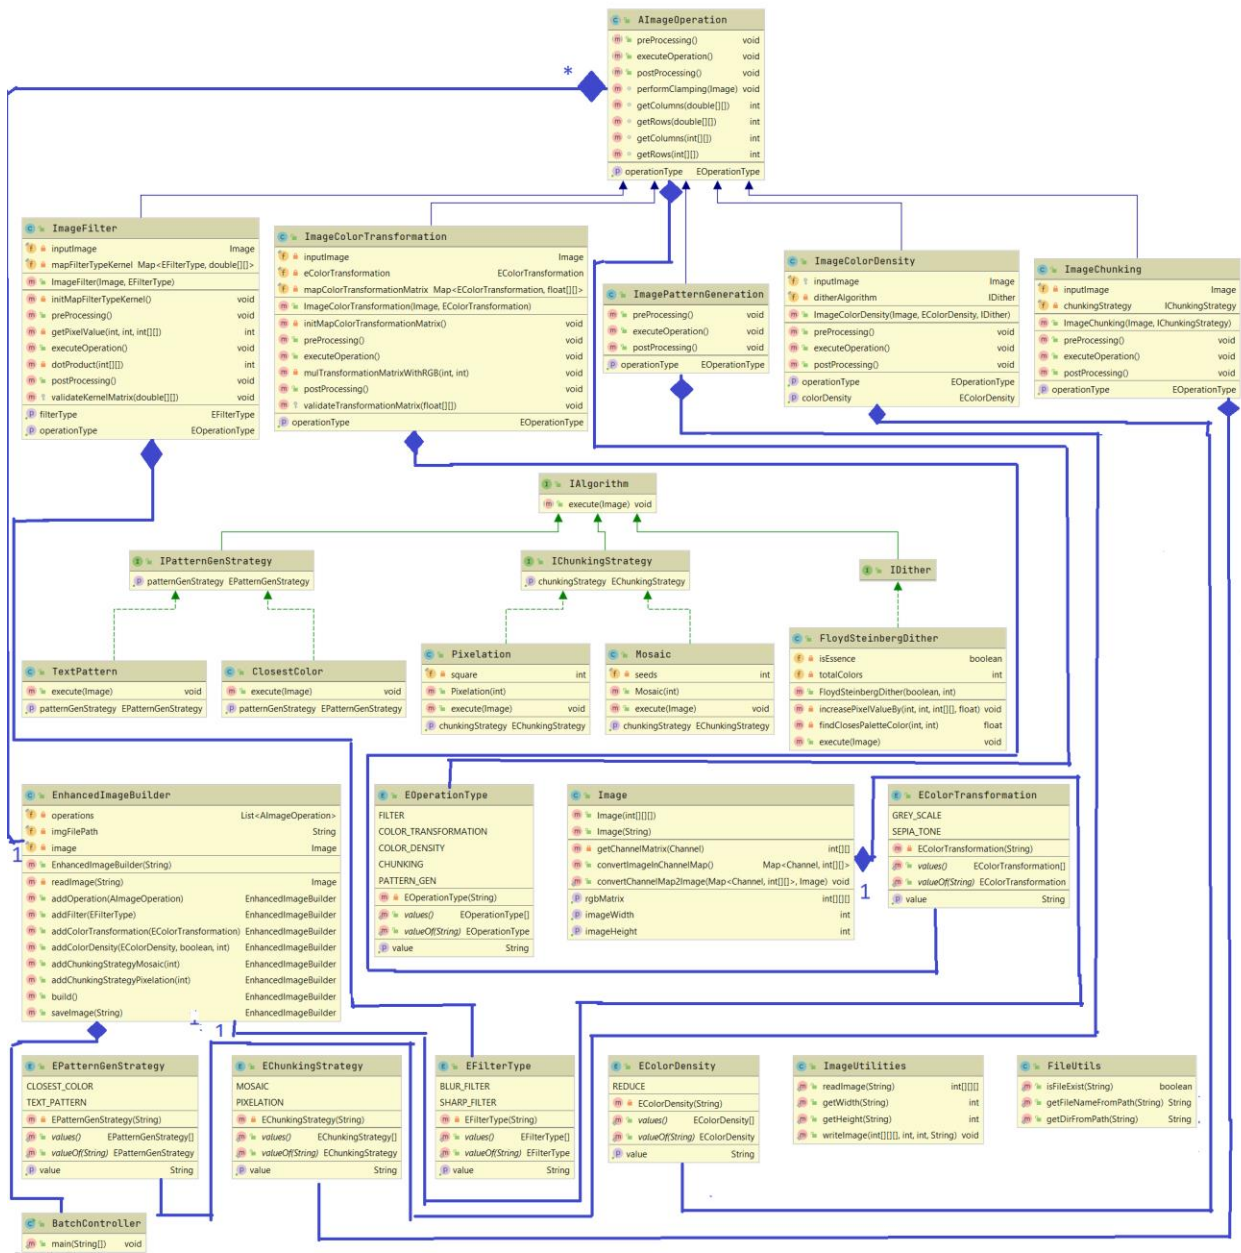 AImageOperation
preProcessing() void
executeOperation() void
postProcessing() void
performClamping(Image) void
getColumns(double[][]) int
getRows(double[][]) int
getColumns(int[][]) int
getRows(int[][]) int
operationType EOperationType
*
ImageFilter
inputImage Image
mapFilterTypeKernel Map<EFilterType, double[][]>
ImageFilter(Image, EFilterType)
initMapFilterTypeKernel() void
preProcessing() void
getPixelValue(int, int, int[][]) int
executeOperation() void
dotProduct(int[][]) int
postProcessing() void
validateKernelMatrix(double[][]) void
filterType EFilterType
operationType EOperationType
ImageColorTransformation
inputImage Image
eColorTransformation EColorTransformation
mapColorTransformationMatrix Map<EColorTransformation, float[][]>
ImageColorTransformation(Image, EColorTransformation)
initMapColorTransformationMatrix() void
preProcessing() void
executeOperation() void
mulTransformationMatrixWithRGB(int, int) void
postProcessing() void
validateTransformationMatrix(float[][]) void
operationType EOperationType
ImagePatternGeneration
preProcessing() void
executeOperation() void
postProcessing() void
operationType EOperationType
ImageColorDensity
inputImage Image
ditherAlgorithm IDither
ImageColorDensity(Image, EColorDensity, IDither)
preProcessing() void
executeOperation() void
postProcessing() void
operationType EOperationType
colorDensity EColorDensity
ImageChunking
inputImage Image
chunkingStrategy IChunkingStrategy
ImageChunking(Image, IChunkingStrategy)
preProcessing() void
executeOperation() void
postProcessing() void
operationType EOperationType
IAlgorithm
execute(Image) void
IPatternGenStrategy
patternGenStrategy EPatternGenStrategy
IChunkingStrategy
chunkingStrategy EChunkingStrategy
IDither
TextPattern
execute(Image) void
patternGenStrategy EPatternGenStrategy
ClosestColor
execute(Image) void
patternGenStrategy EPatternGenStrategy
Pixelation
square int
Pixelation(int)
execute(Image) void
chunkingStrategy EChunkingStrategy
Mosaic
seeds int
Mosaic(int)
execute(Image) void
chunkingStrategy EChunkingStrategy
FloydSteinbergDither
isEssence boolean
totalColors int
FloydSteinbergDither(boolean, int)
increasePixelValueBy(int, int, int[][], float) void
findClosesPaletteColor(int, int) float
execute(Image) void
EnhancedImageBuilder
operations List<AImageOperation>
imgFilePath String
image Image
EnhancedImageBuilder(String)
readImage(String) Image
addOperation(AImageOperation) EnhancedImageBuilder
addFilter(EFilterType) EnhancedImageBuilder
addColorTransformation(EColorTransformation) EnhancedImageBuilder
addColorDensity(EColorDensity, boolean, int) EnhancedImageBuilder
addChunkingStrategyMosaic(int) EnhancedImageBuilder
addChunkingStrategyPixelation(int) EnhancedImageBuilder
build() EnhancedImageBuilder
saveImage(String) EnhancedImageBuilder
1
1
EOperationType
FILTER
COLOR_TRANSFORMATION
COLOR_DENSITY
CHUNKING
PATTERN_GEN
EOperationType(String)
values() EOperationType[]
valueOf(String) EOperationType
value String
Image
Image(int[][][])
Image(String)
getChannelMatrix(Channel) int[][]
convertImageInChannelMap() Map<Channel, int[][]>
convertChannelMap2Image(Map<Channel, int[][]>, Image) void
rgbMatrix int[][][]
imageWidth int
imageHeight int
1
EColorTransformation
GREY_SCALE
SEPIA_TONE
EColorTransformation(String)
values() EColorTransformation[]
valueOf(String) EColorTransformation
value String
EPatternGenStrategy
CLOSEST_COLOR
TEXT_PATTERN
EPatternGenStrategy(String)
values() EPatternGenStrategy[]
valueOf(String) EPatternGenStrategy
value String
EChunkingStrategy
MOSAIC
PIXELATION
EChunkingStrategy(String)
values() EChunkingStrategy[]
valueOf(String) EChunkingStrategy
value String
EFilterType
BLUR_FILTER
SHARP_FILTER
EFilterType(String)
values() EFilterType[]
valueOf(String) EFilterType
value String
EColorDensity
REDUCE
EColorDensity(String)
values() EColorDensity[]
valueOf(String) EColorDensity
value String
ImageUtilities
readImage(String) int[][][]
getWidth(String) int
getHeight(String) int
writeImage(int[][][], int, int, String) void
FileUtils
isFileExist(String) boolean
getFileNameFromPath(String) String
getDirFromPath(String) String
BatchController
main(String[]) void